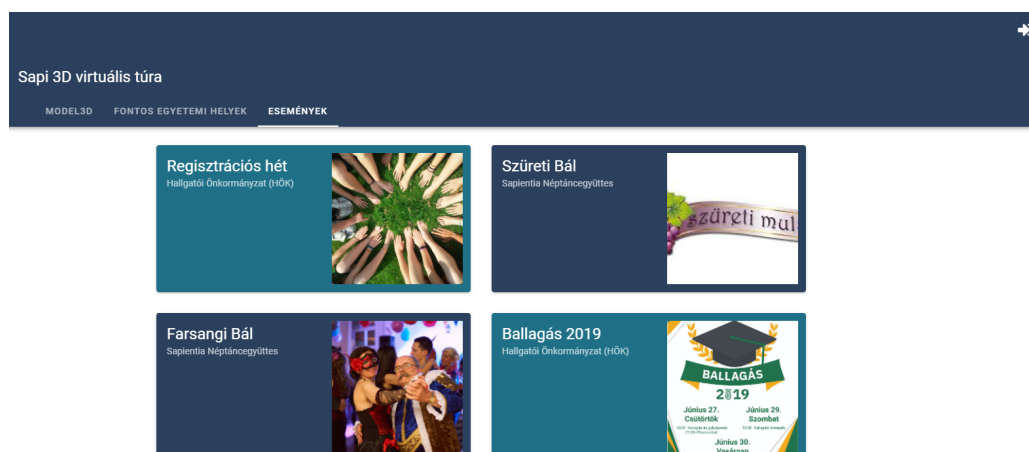 Sapi 3D virtuális túra
MODEL3D FONTOS EGYETEMI HELYEK ESEMÉNYEK
Regisztrációs hét
Hallgatói Önkormányzat (HÖK)
Szüreti Bál
Sapientia Néptáncegyüttes
szüreti mul
Farsangi Bál
Sapientia Néptáncegyüttes
Ballagás 2019
Hallgatói Önkormányzat (HÖK)
BALLAGÁS
2019
Június 27. Június 29.
Csütörtök Szombat
Június 30.
Vasárnap